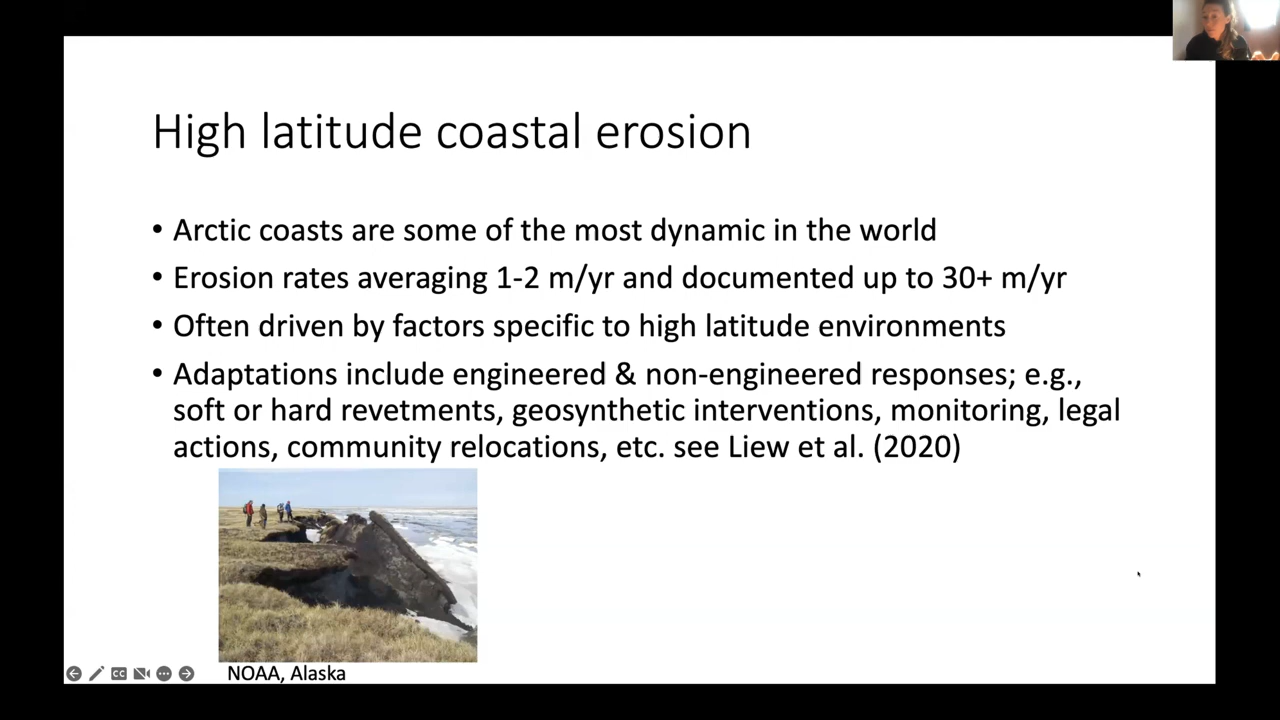 High latitude coastal erosion
• Arctic coasts are some of the most dynamic in the world
• Erosion rates averaging 1-2 m/yr and documented up to 30+ m/yr
• Often driven by factors specific to high latitude environments
• Adaptations include engineered & non-engineered responses; e.g.,
soft or hard revetments, geosynthetic interventions, monitoring, legal
actions, community relocations, etc. see Liew et al. (2020)
CC
NOAA, Alaska